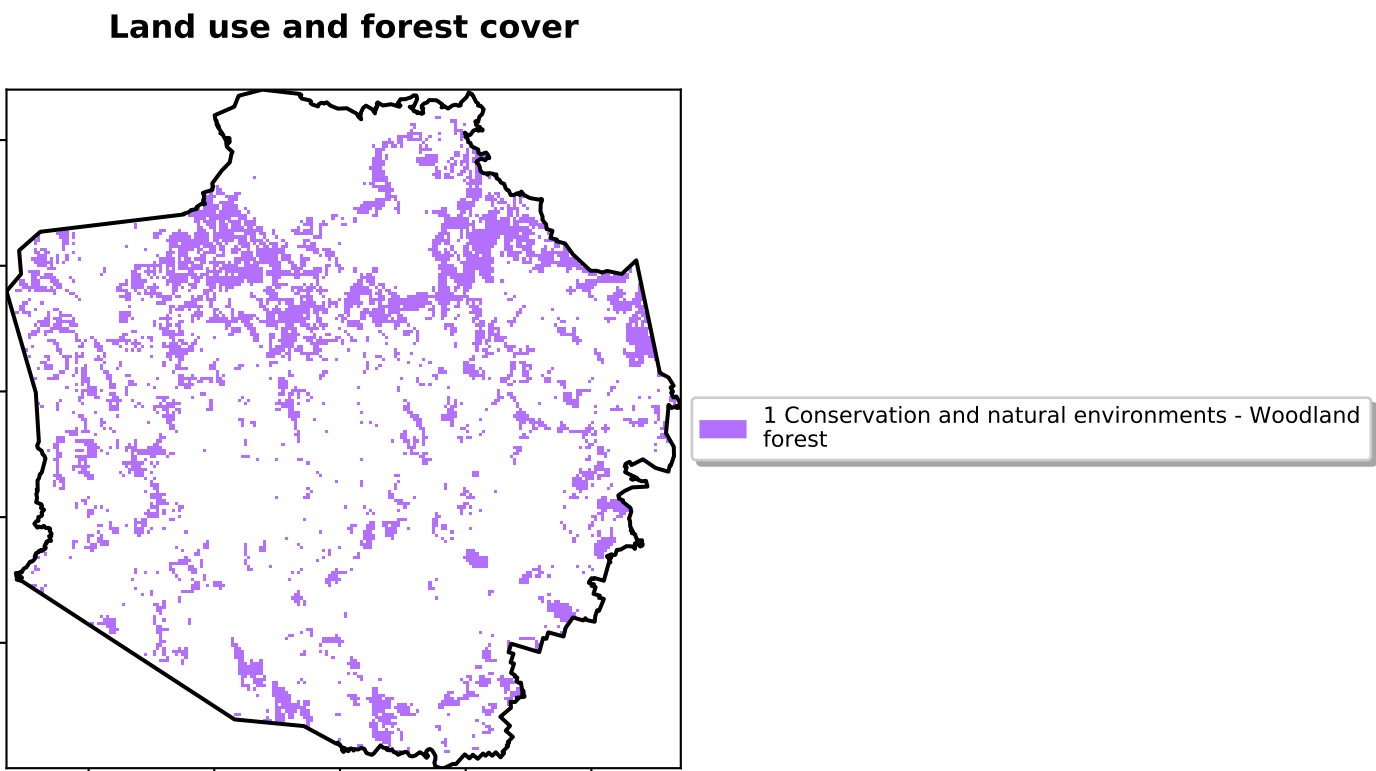 Land use and forest cover
1 Conservation and natural environments - Woodland
forest